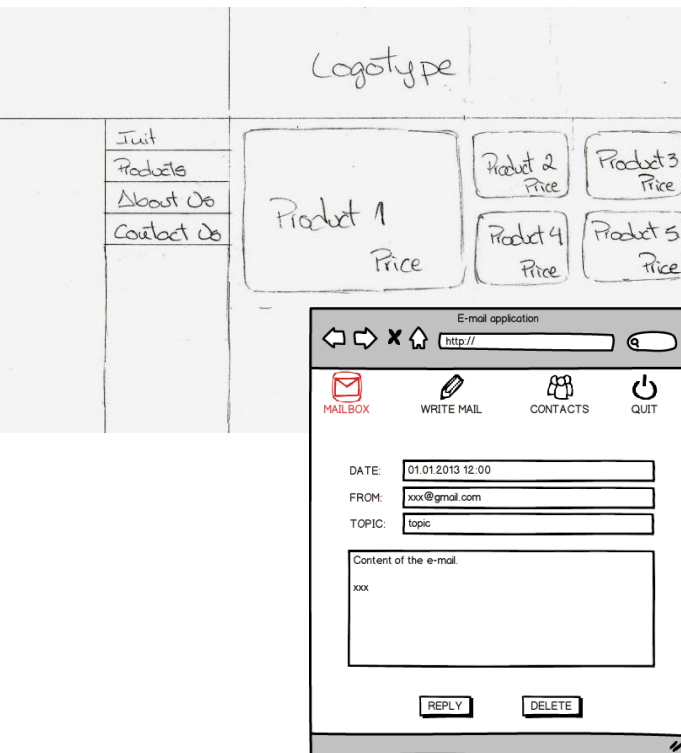 Logotype
Init
Products
About Us
Contact Us
Product 1
Price
Product 2
Price
Product 3
Price
Product 4
Price
Product 5
Price
E-mail application
http://
MAILBOX
WRITE MAIL
CONTACTS
QUIT
DATE: 01.01.2013 12:00
FROM: xxx@gmail.com
TOPIC: topic
Content of the e-mail.
xxx
REPLY
DELETE